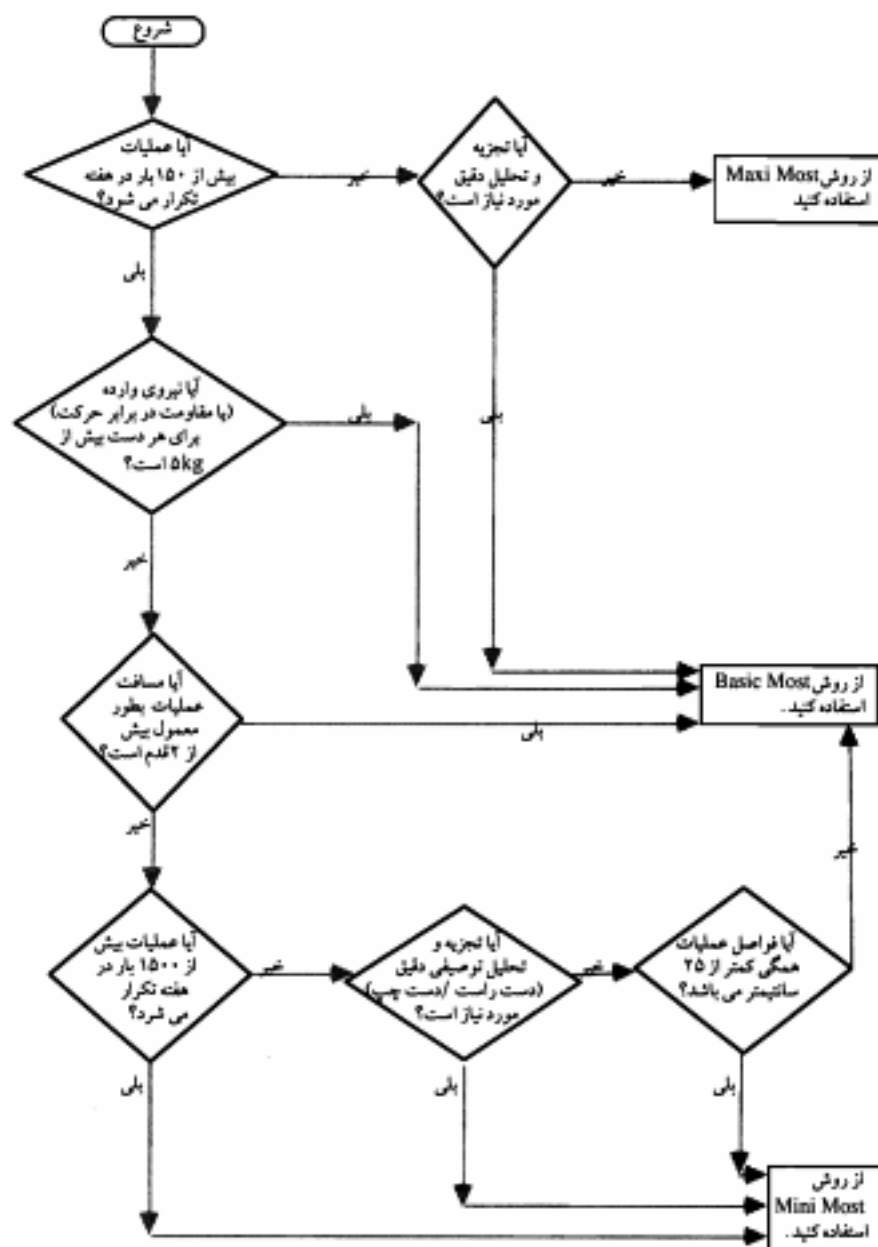 شروع
آیا عملیات
بیش از ۱۵۰ بار در هفته
تکرار می شود؟
خیر
آیا تجزیه
و تحلیل دقیق
مورد نیاز است؟
خیر
از روش Maxi Most
استفاده کنید
بلی
بلی
آیا نیروی وارده
(یا مقاومت در برابر حرکت)
برای هر دست بیش از
۵kg است؟
بلی
خیر
آیا مسافت
عملیات بطور
معمول بیش
از ۲ قدم است؟
بلی
از روش Basic Most
استفاده کنید.
خیر
خیر
آیا عملیات بیش
از ۱۵۰۰ بار در
هفته تکرار
می شرد؟
خیر
آیا تجزیه و
تحلیل توصیفی دقیق
(دست راست / دست چپ)
مورد نیاز است؟
خیر
آیا فواصل عملیات
همگی کمتر از ۲۵
سانتیمتر می باشد؟
بلی
بلی
بلی
از روش
Mini Most
استفاده کنید.